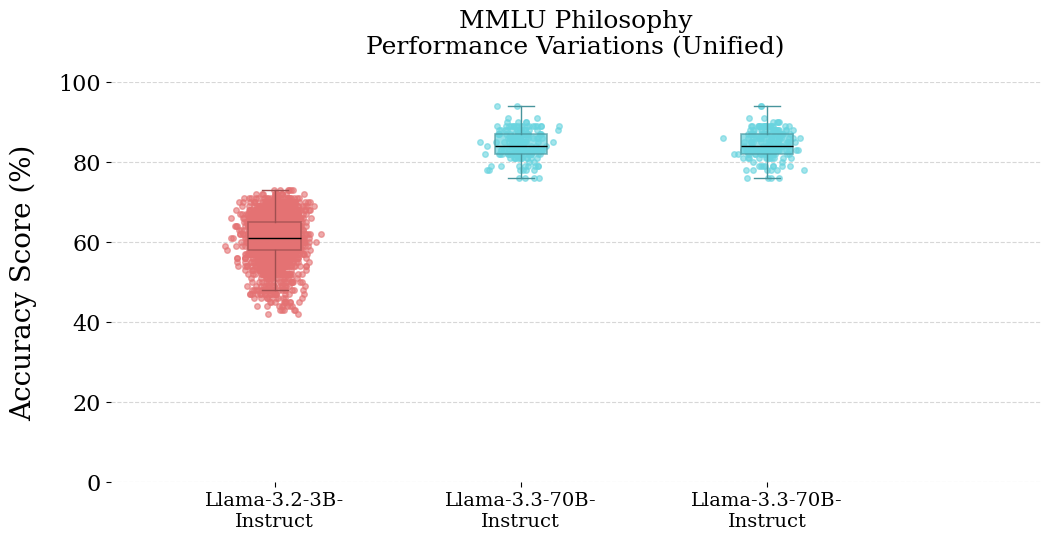 MMLU Philosophy
Performance Variations (Unified)
Accuracy Score (%)
100
80
60
40
20
0
Llama-3.2-3B-
Instruct
Llama-3.3-70B-
Instruct
Llama-3.3-70B-
Instruct